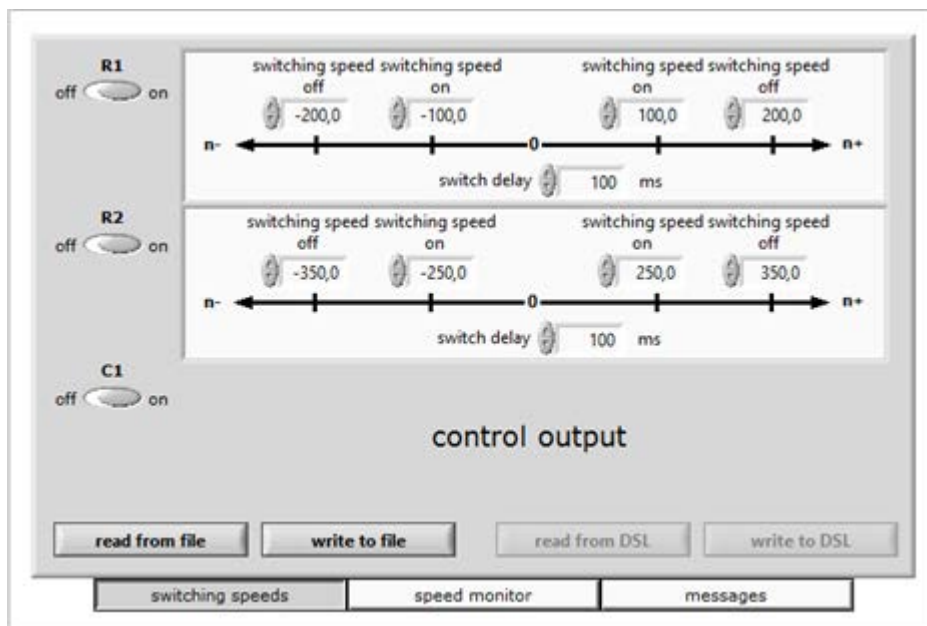 R1
off on
switching speed switching speed switching speed switching speed
off on on off
-200,0 -100,0 100,0 200,0
n- 0 n+
switch delay 100 ms
R2
off on
switching speed switching speed switching speed switching speed
off on on off
-350,0 -250,0 250,0 350,0
n- 0 n+
switch delay 100 ms
C1
off on
control output
read from file write to file read from DSL write to DSL
switching speeds speed monitor messages